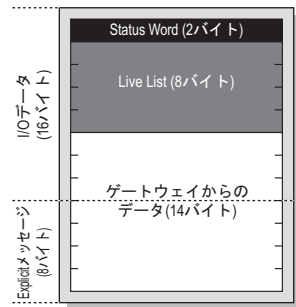 Status Word (2バイト)
Live List (8バイト)
ゲートウェイからの
データ(14バイト)
I/Oデータ
(16バイト)
Explicitメッセージ
(8バイト)